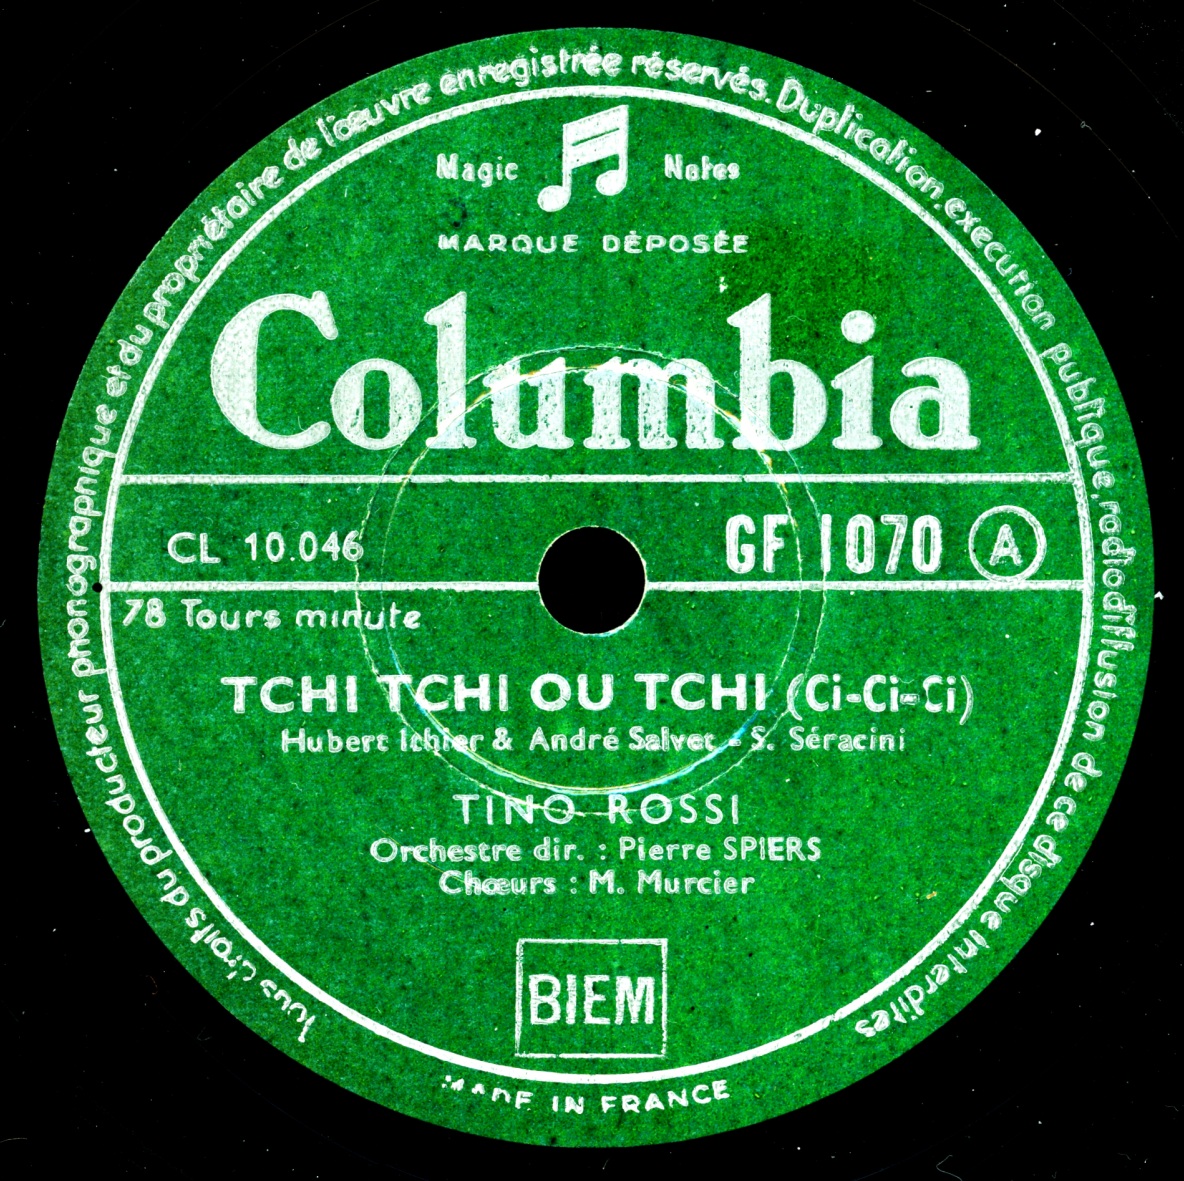 Tous droits du producteur phonographique et du propriétaire de l'œuvre enregistrée réservés. Duplication, exécution publique, radiodiffusion de ce disque interdites
Magic Notes
MARQUE DÉPOSÉE
Columbia
CL 10.046 GF 1070 A
78 Tours minute
TCHI TCHI OU TCHI (Ci-Ci-Ci)
Hubert Ithier & André Salvet - S. Séracini
TINO ROSSI
Orchestre dir. : Pierre SPIERS
Chœurs : M. Murcier
BIEM
MADE IN FRANCE